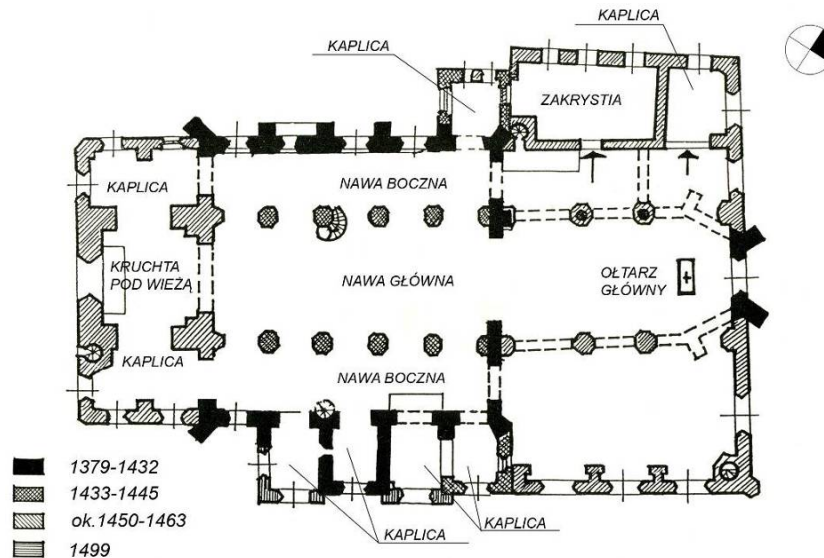 KAPLICA
KAPLICA
ZAKRYSTIA
KAPLICA
NAWA BOCZNA
KRUCHTA
POD WIEŻĄ
NAWA GŁÓWNA
OŁTARZ
GŁÓWNY
KAPLICA
NAWA BOCZNA
1379-1432
1433-1445
ok.1450-1463
1499
KAPLICA
KAPLICA